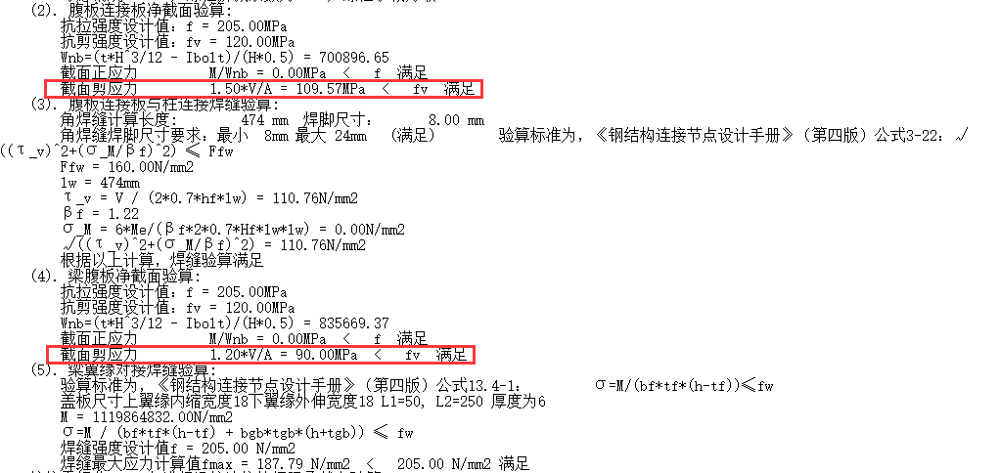 (2). 腹板连接板净截面验算:
抗拉强度设计值: f = 205.00MPa
抗剪强度设计值: fv = 120.00MPa
Wnb=(t*H^3/12 - Ibolt)/(H*0.5) = 700896.65
截面正应力 M/Wnb = 0.00MPa < f 满足
截面剪应力 1.50*V/A = 109.57MPa < fv 满足
(3). 腹板连接板与柱连接焊缝验算:
角焊缝计算长度: 474 mm 焊脚尺寸: 8.00 mm
角焊缝焊脚尺寸要求: 最小 8mm 最大 24mm (满足) 验算标准为,《钢结构连接节点设计手册》(第四版) 公式3-22: √
((τ_v)^2+(σ_M/βf)^2) ≤ Ffw
Ffw = 160.00N/mm2
lw = 474mm
τ_v = V / (2*0.7*hf*lw) = 110.76N/mm2
βf = 1.22
σ_M = 6*Me/(βf*2*0.7*Hf*lw*lw) = 0.00N/mm2
√((τ_v)^2+(σ_M/βf)^2) = 110.76N/mm2
根据以上计算, 焊缝验算满足
(4). 梁腹板净截面验算:
抗拉强度设计值: f = 205.00MPa
抗剪强度设计值: fv = 120.00MPa
Wnb=(t*H^3/12 - Ibolt)/(H*0.5) = 835669.37
截面正应力 M/Wnb = 0.00MPa < f 满足
截面剪应力 1.20*V/A = 90.00MPa < fv 满足
(5). 梁翼缘对接焊缝验算:
验算标准为,《钢结构连接节点设计手册》(第四版) 公式13.4-1: σ=M/(bf*tf*(h-tf))≤fw
盖板尺寸上翼缘内缩宽度18下翼缘外伸宽度18 L1=50, L2=250 厚度为6
M = 1119864832.00N/mm2
σ=M / (bf*tf*(h-tf) + bgb*tgb*(h+tgb)) ≤ fw
焊缝强度设计值f = 205.00 N/mm2
焊缝最大应力计算值fmax = 187.79 N/mm2 < 205.00 N/mm2 满足